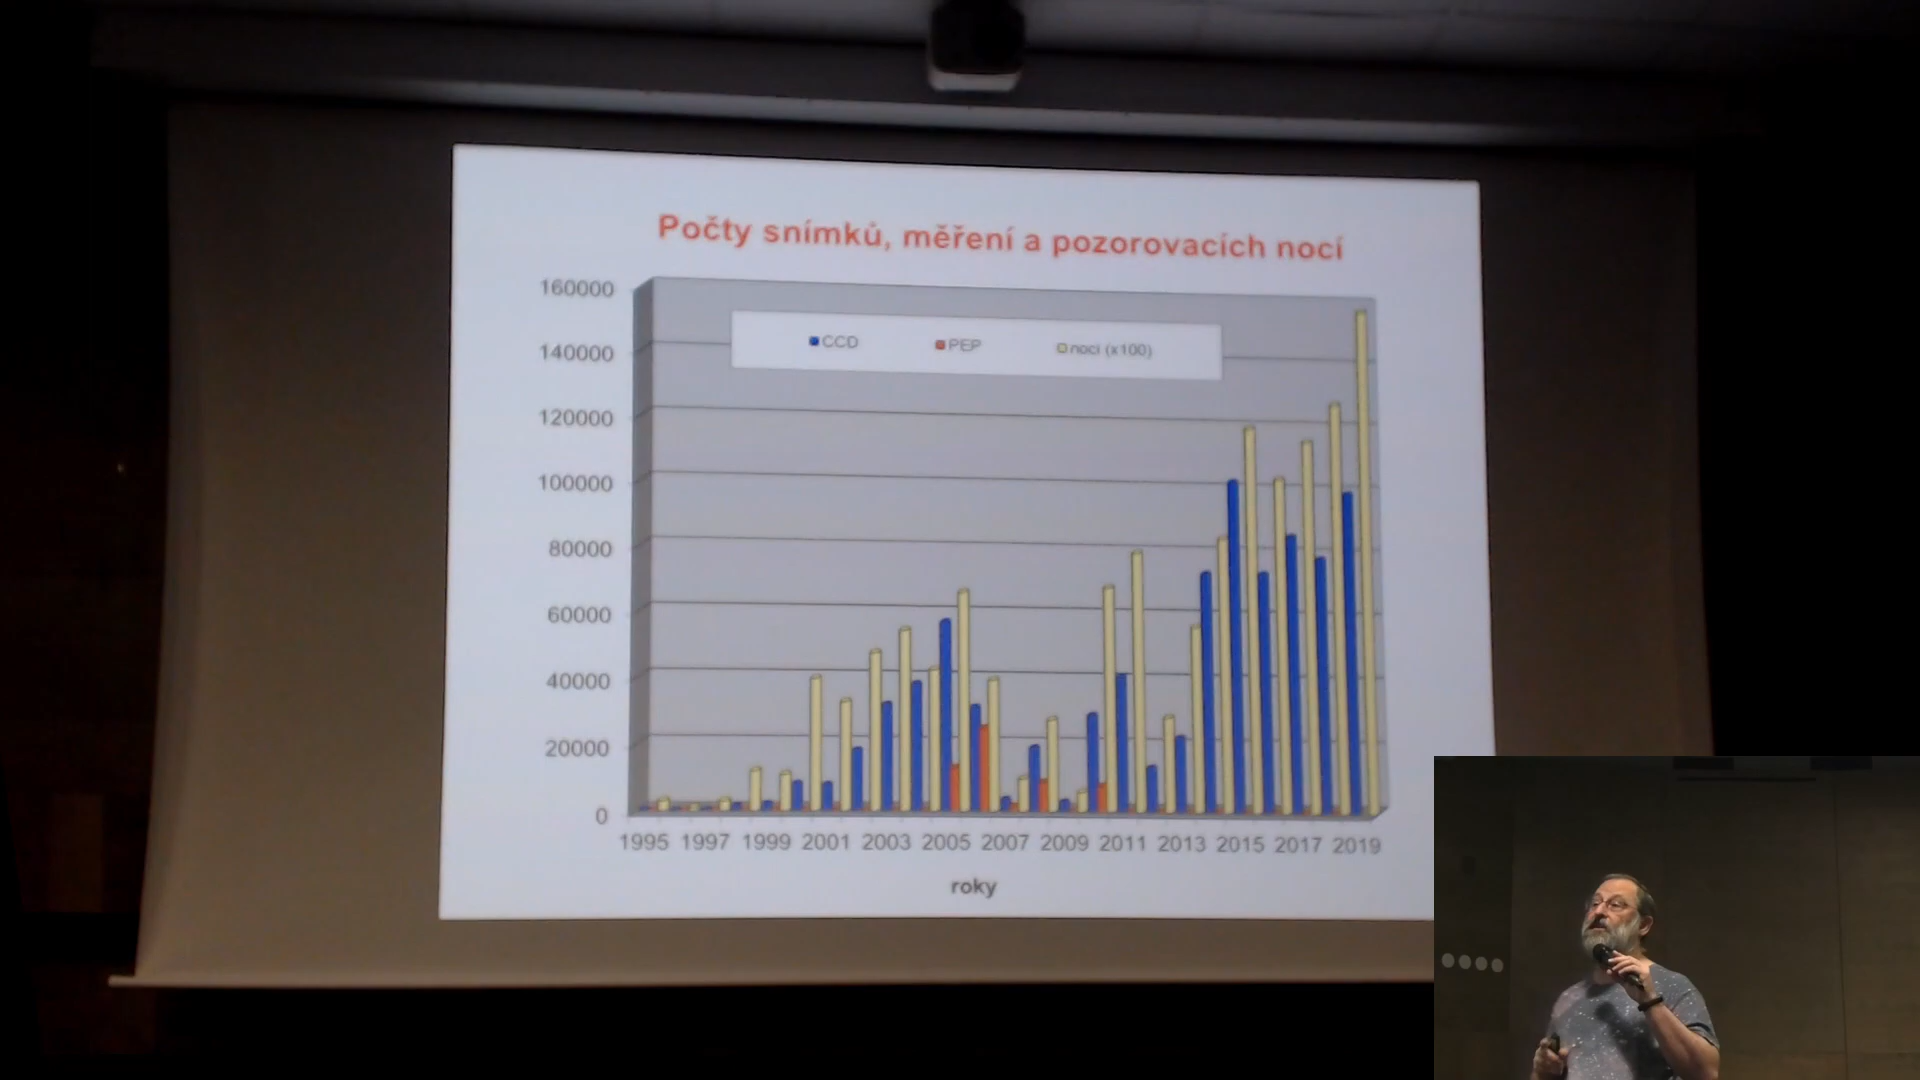 Počty snímků, měření a pozorovacích nocí
160000
140000
120000
100000
80000
60000
40000
20000
0
CCD PEP noci (x100)
1995 1997 1999 2001 2003 2005 2007 2009 2011 2013 2015 2017 2019
roky